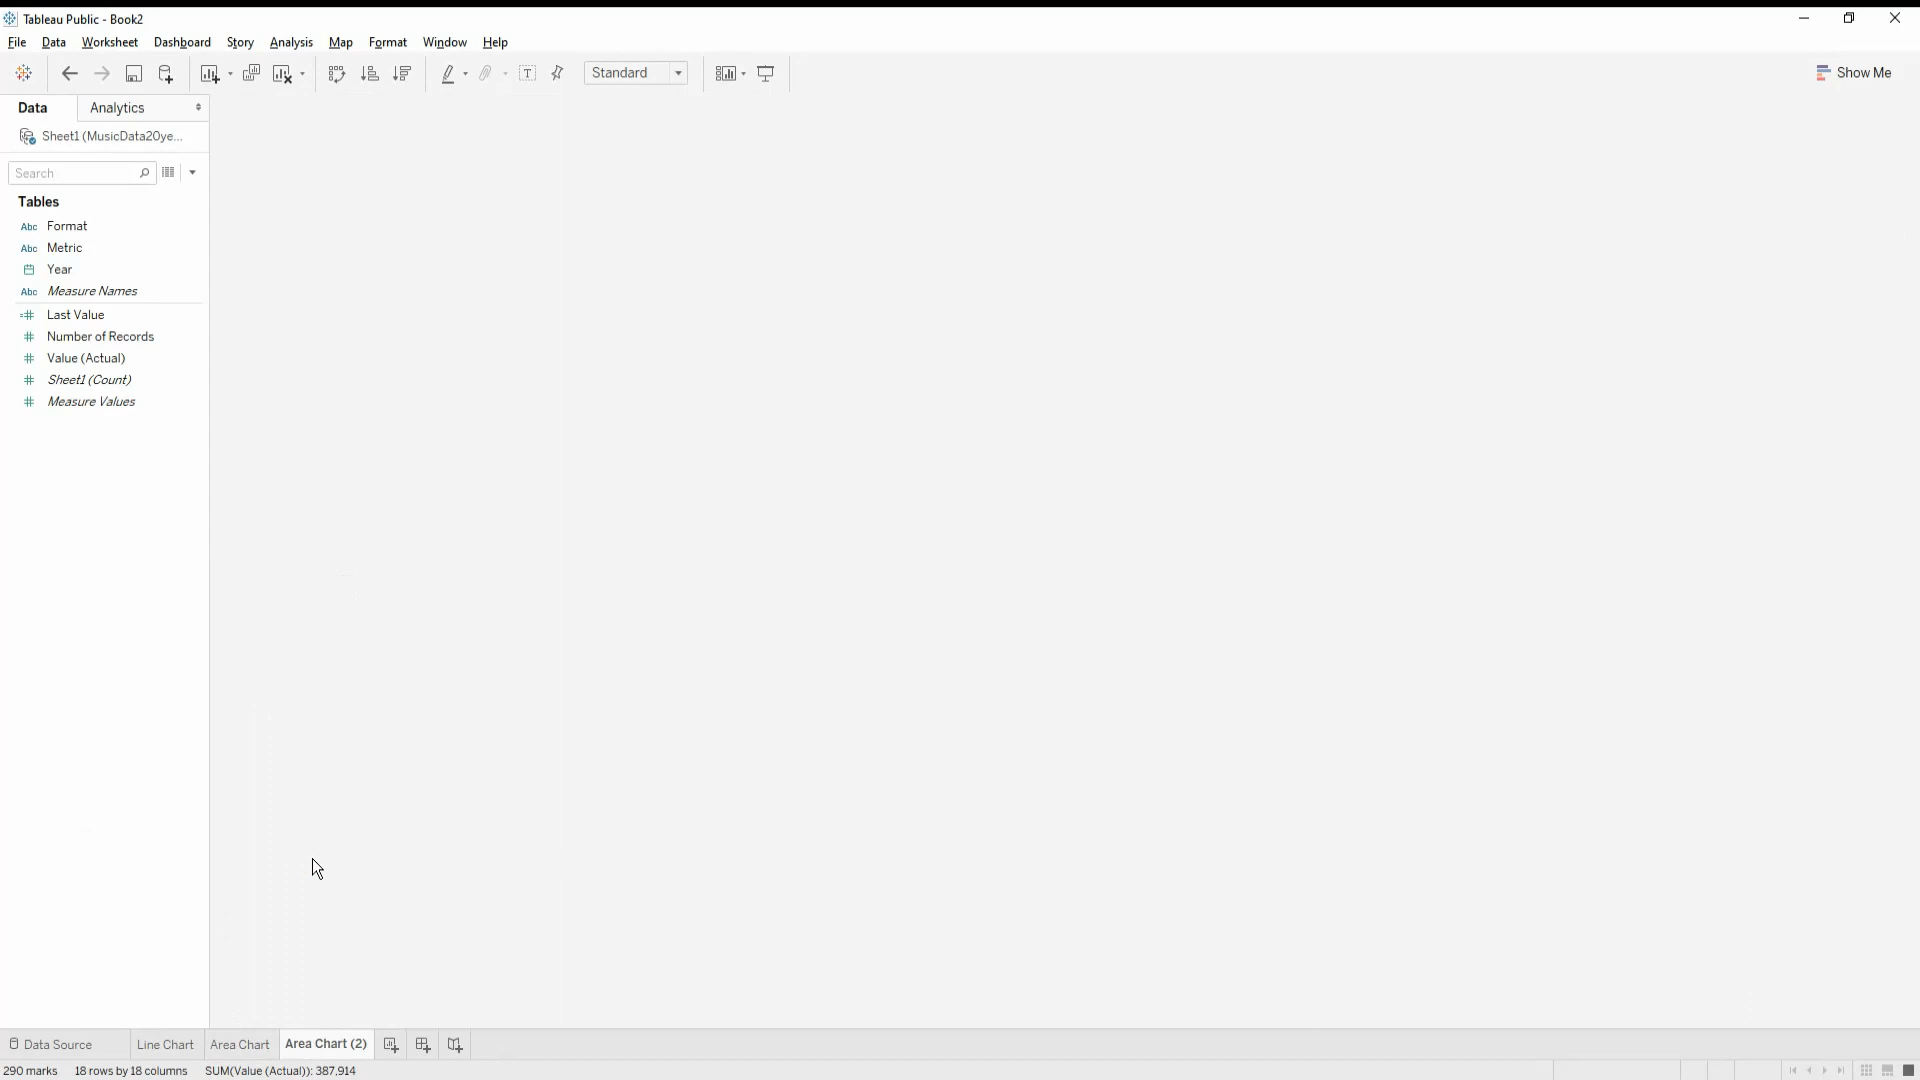 Tableau Public - Book2
File Data Worksheet Dashboard Story Analysis Map Format Window Help
Standard
Show Me
Data Analytics
Sheet1 (MusicData20ye...
Search
Tables
Abc Format
Abc Metric
Year
Abc Measure Names
=# Last Value
# Number of Records
# Value (Actual)
# Sheet1 (Count)
# Measure Values
Data Source Line Chart Area Chart Area Chart (2)
290 marks 18 rows by 18 columns SUM(Value (Actual)): 387,914